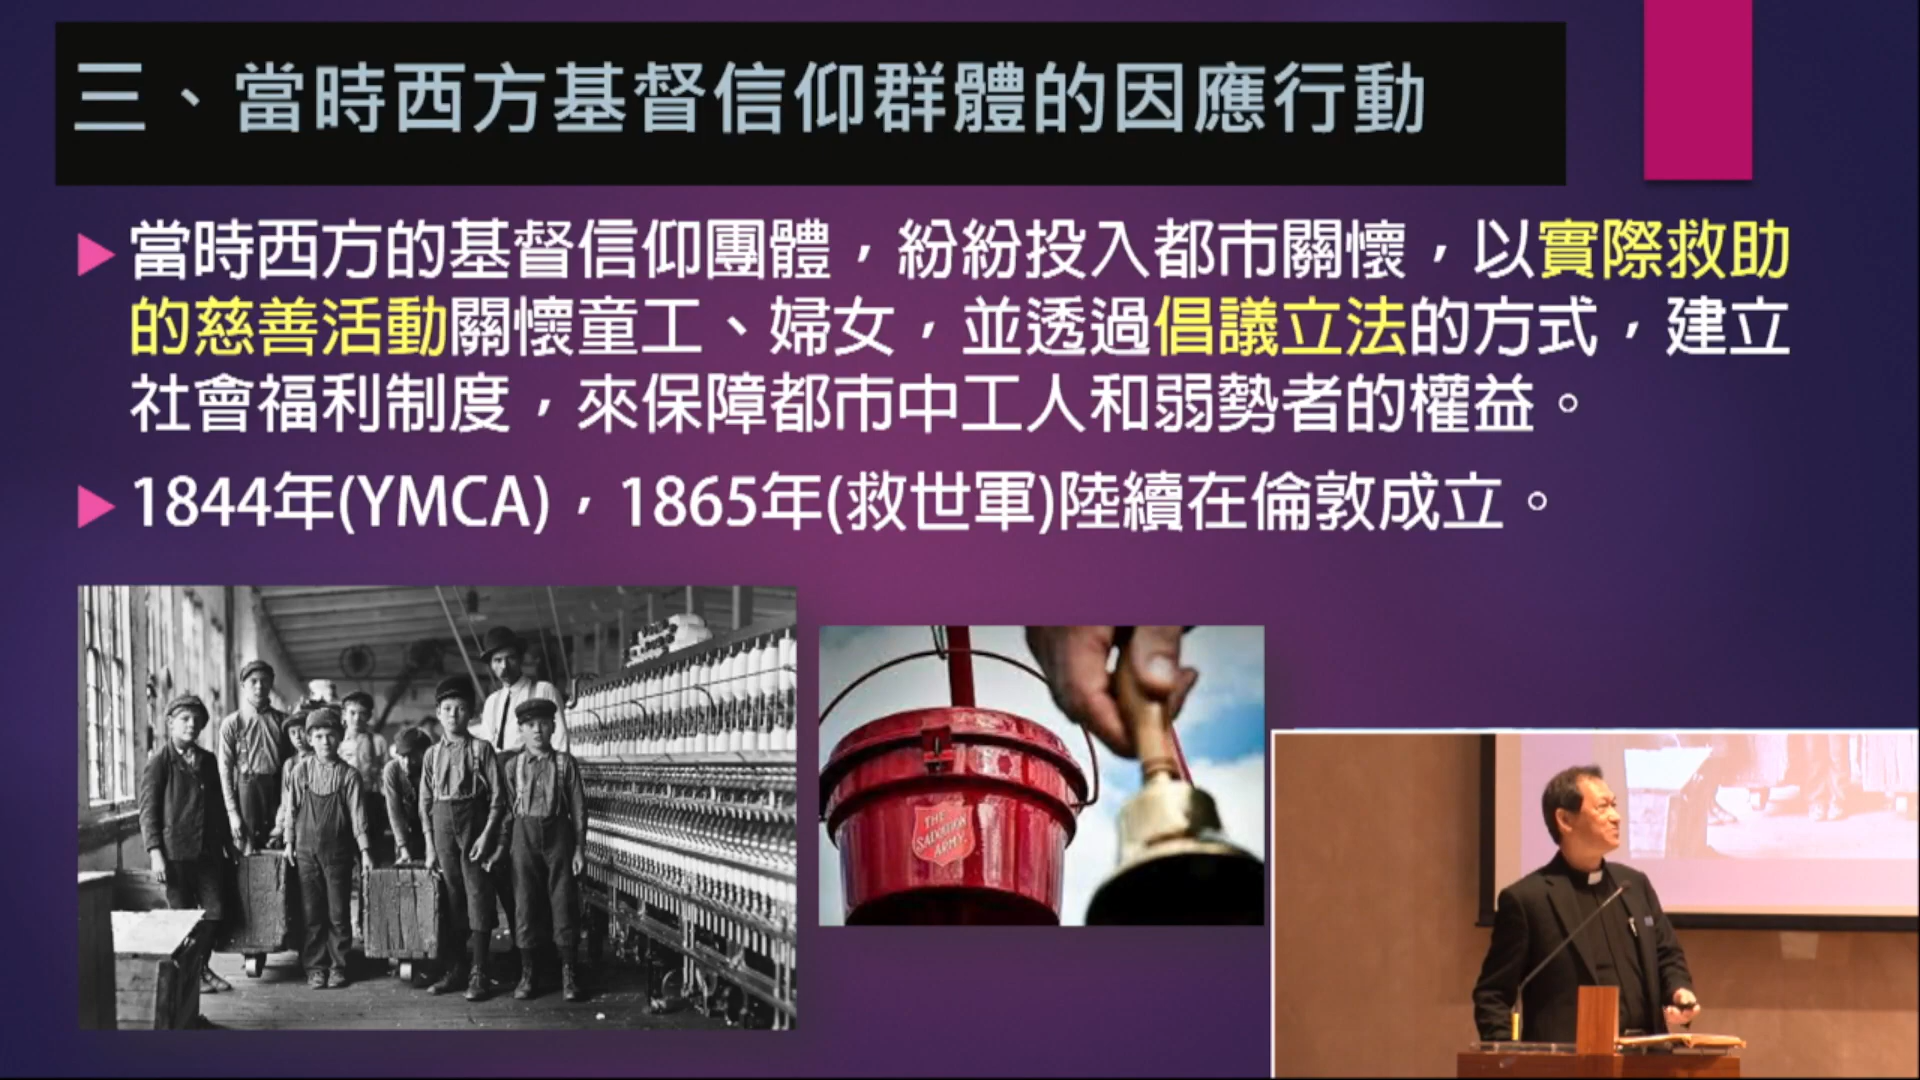 三、當時西方基督信仰群體的因應行動
當時西方的基督信仰團體，紛紛投入都市關懷，以實際救助
的慈善活動關懷童工、婦女，並透過倡議立法的方式，建立
社會福利制度，來保障都市中工人和弱勢者的權益。
1844年(YMCA)，1865年(救世軍)陸續在倫敦成立。
THE
SALVATION
ARMY